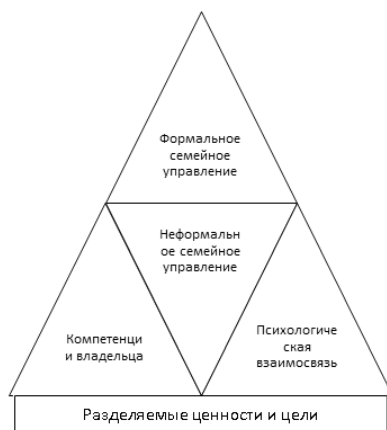 Формальное
семейное
управление
Неформальн
ое семейное
управление
Компетенци
и владельца
Психологиче
ская
взаимосвязь
Разделяемые ценности и цели